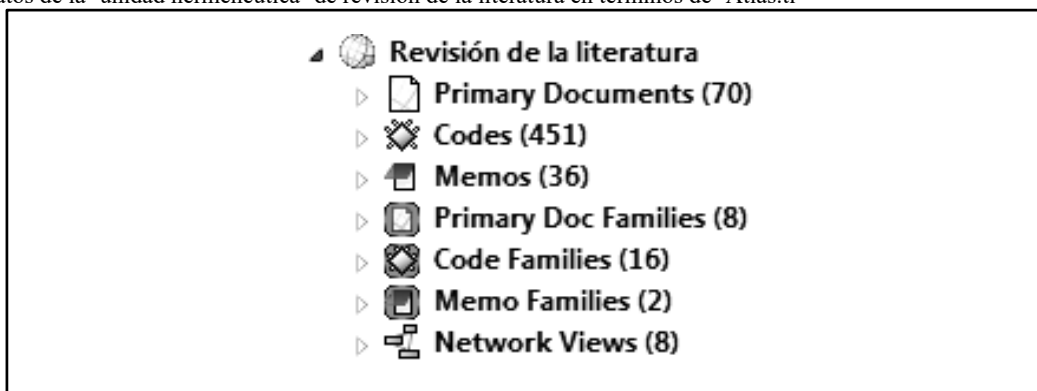 de la "unidad hermenéutica" de revisión de la literatura en términos de "Atlas.ti"
Revisión de la literatura
Primary Documents (70)
Codes (451)
Memos (36)
Primary Doc Families (8)
Code Families (16)
Memo Families (2)
Network Views (8)